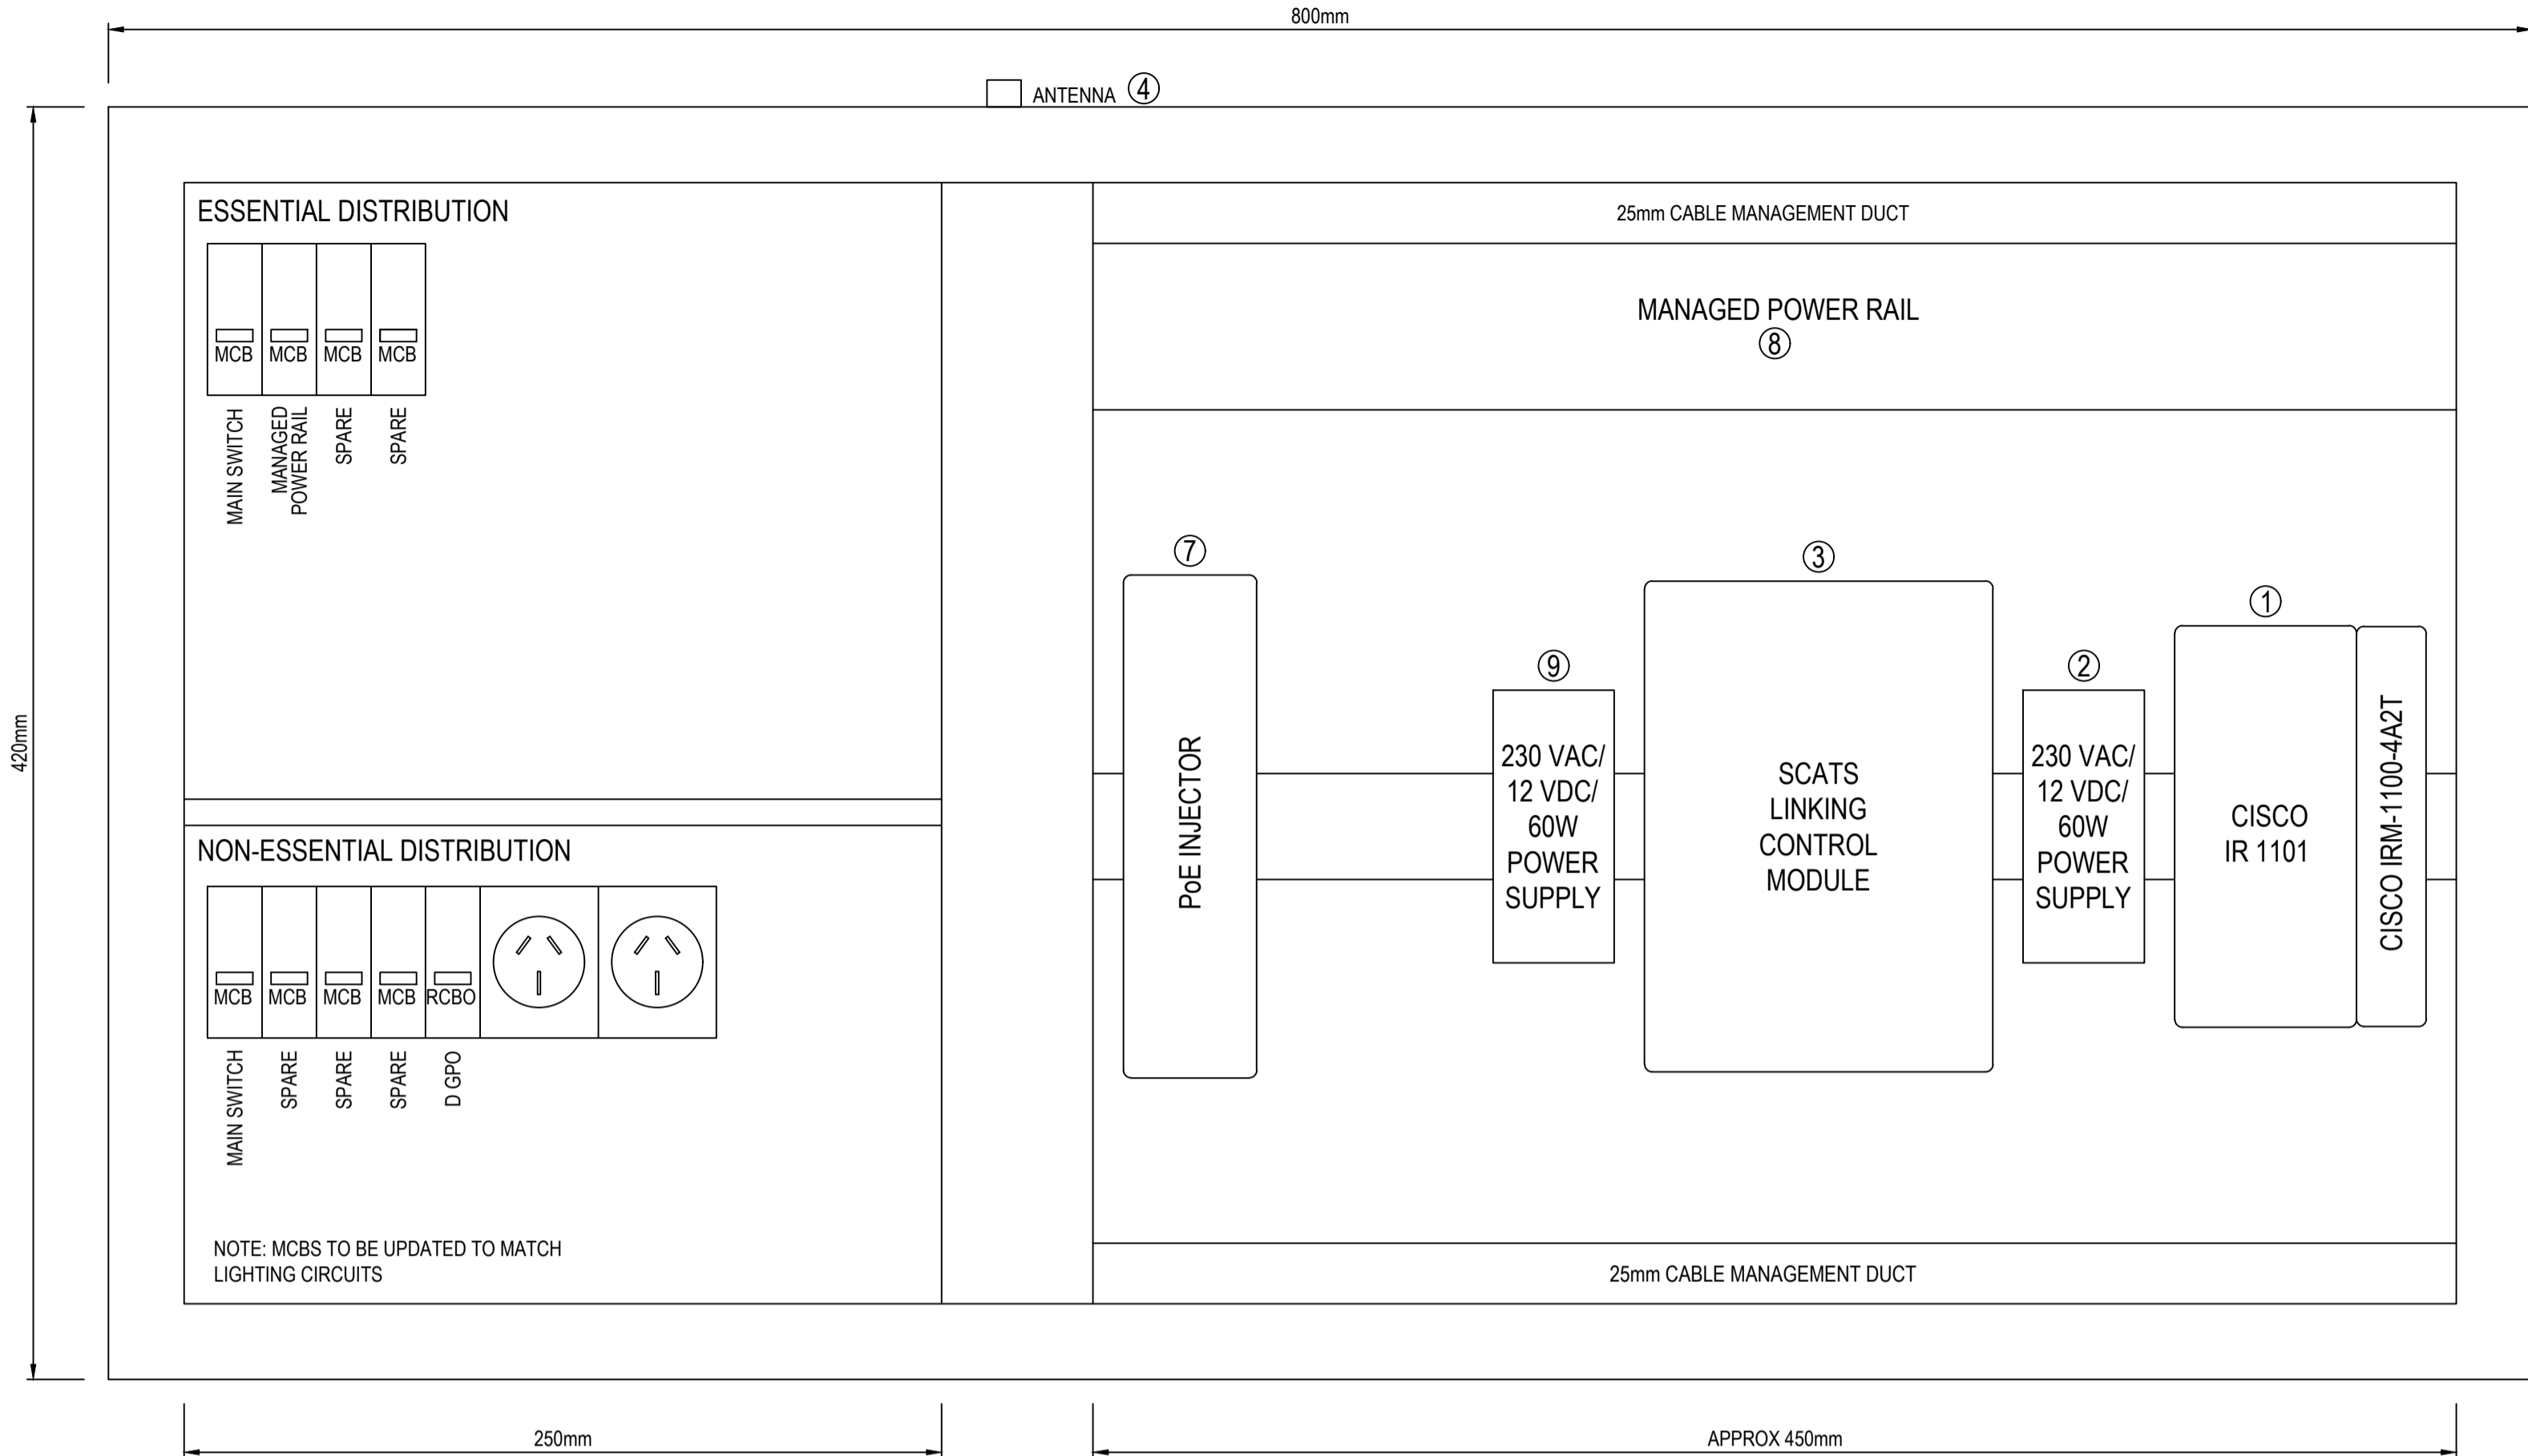 800mm
ANTENNA 4
420mm
ESSENTIAL DISTRIBUTION
MCB MCB MCB MCB
MAIN SWITCH
MANAGED
POWER RAIL
SPARE
SPARE
NON-ESSENTIAL DISTRIBUTION
MCB MCB MCB MCB RCBO
MAIN SWITCH
SPARE
SPARE
SPARE
D GPO
NOTE: MCBS TO BE UPDATED TO MATCH
LIGHTING CIRCUITS
25mm CABLE MANAGEMENT DUCT
MANAGED POWER RAIL
8
7
PoE INJECTOR
9
230 VAC/
12 VDC/
60W
POWER
SUPPLY
3
SCATS
LINKING
CONTROL
MODULE
2
230 VAC/
12 VDC/
60W
POWER
SUPPLY
1
CISCO
IR 1101
CISCO IRM-1100-4A2T
25mm CABLE MANAGEMENT DUCT
250mm
APPROX 450mm